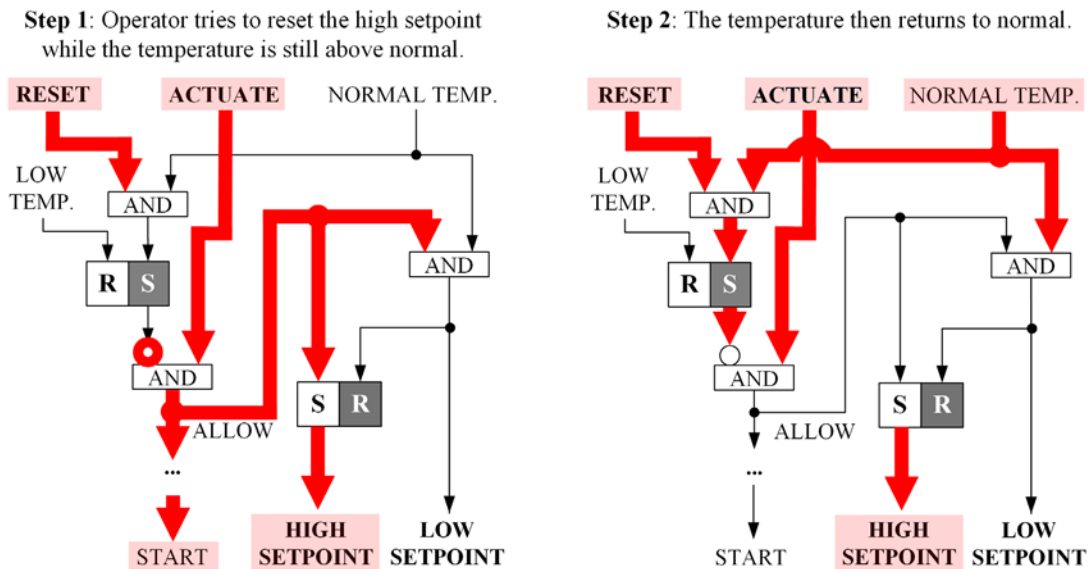 Step 1: Operator tries to reset the high setpoint
while the temperature is still above normal.
RESET
ACTUATE
NORMAL TEMP.
LOW
TEMP.
AND
AND
R
S
AND
S
R
ALLOW
...
START
HIGH
SETPOINT
LOW
SETPOINT
Step 2: The temperature then returns to normal.
RESET
ACTUATE
NORMAL TEMP.
LOW
TEMP.
AND
AND
R
S
AND
S
R
ALLOW
...
START
HIGH
SETPOINT
LOW
SETPOINT